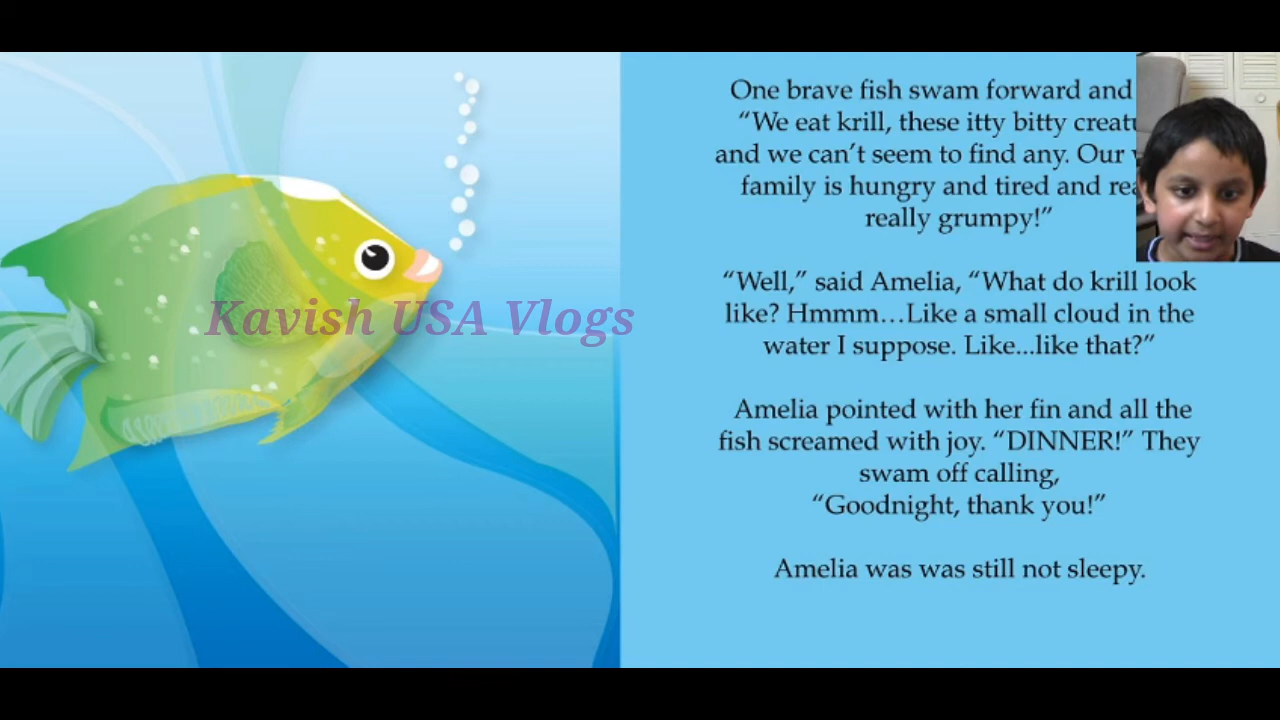 One brave fish swam forward and
“We eat krill, these itty bitty
and we can’t seem to find any. Our
family is hungry and tired and
really grumpy!”
“Well,” said Amelia, “What do krill look
like? Hmmm…Like a small cloud in the
water I suppose. Like...like that?”
Amelia pointed with her fin and all the
fish screamed with joy. “DINNER!” They
swam off calling,
“Goodnight, thank you!”
Amelia was was still not sleepy.
Kavish USA Vlogs